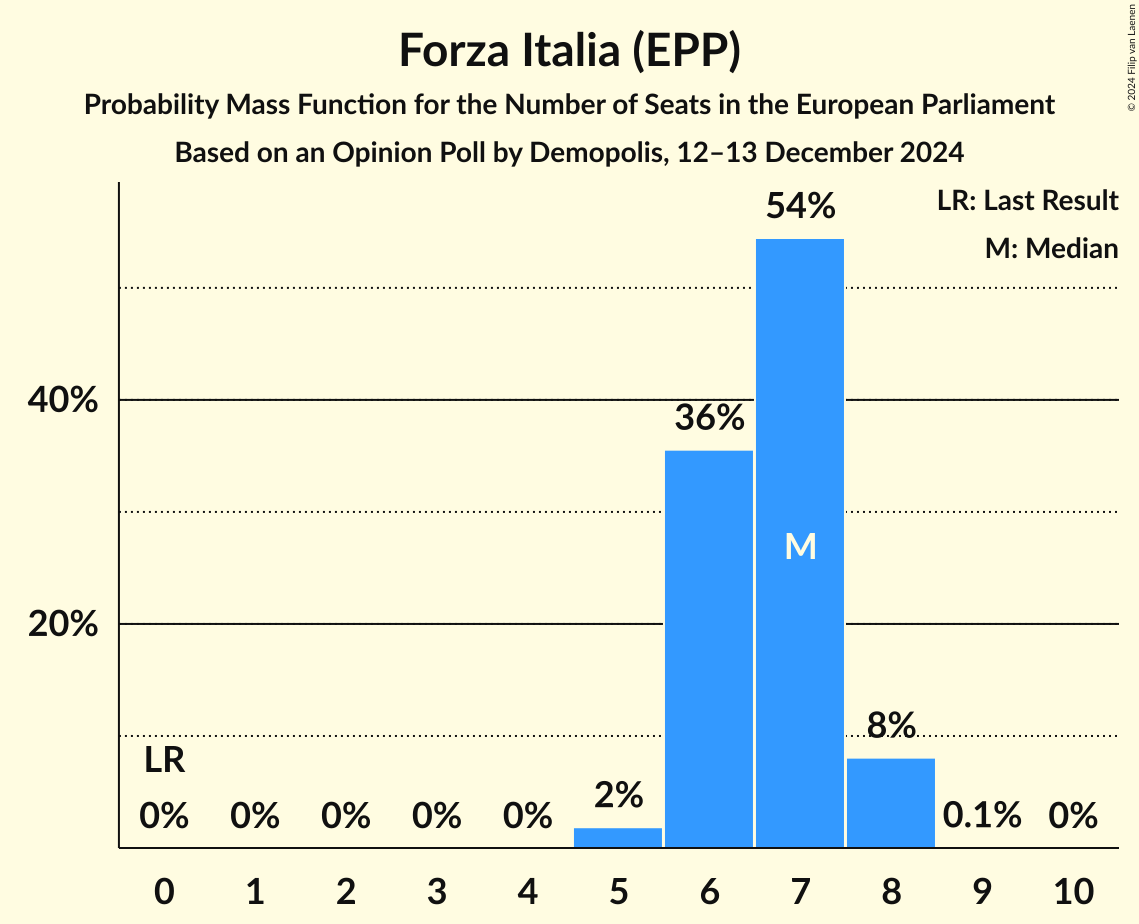 Forza Italia (EPP)
Probability Mass Function for the Number of Seats in the European Parliament
Based on an Opinion Poll by Demopolis, 12–13 December 2024
© 2024 Filip van Laenen
LR: Last Result
M: Median
54%
40%
36%
M
20%
8%
LR
2%
0% 0% 0% 0% 0% 0.1% 0%
0 1 2 3 4 5 6 7 8 9 10